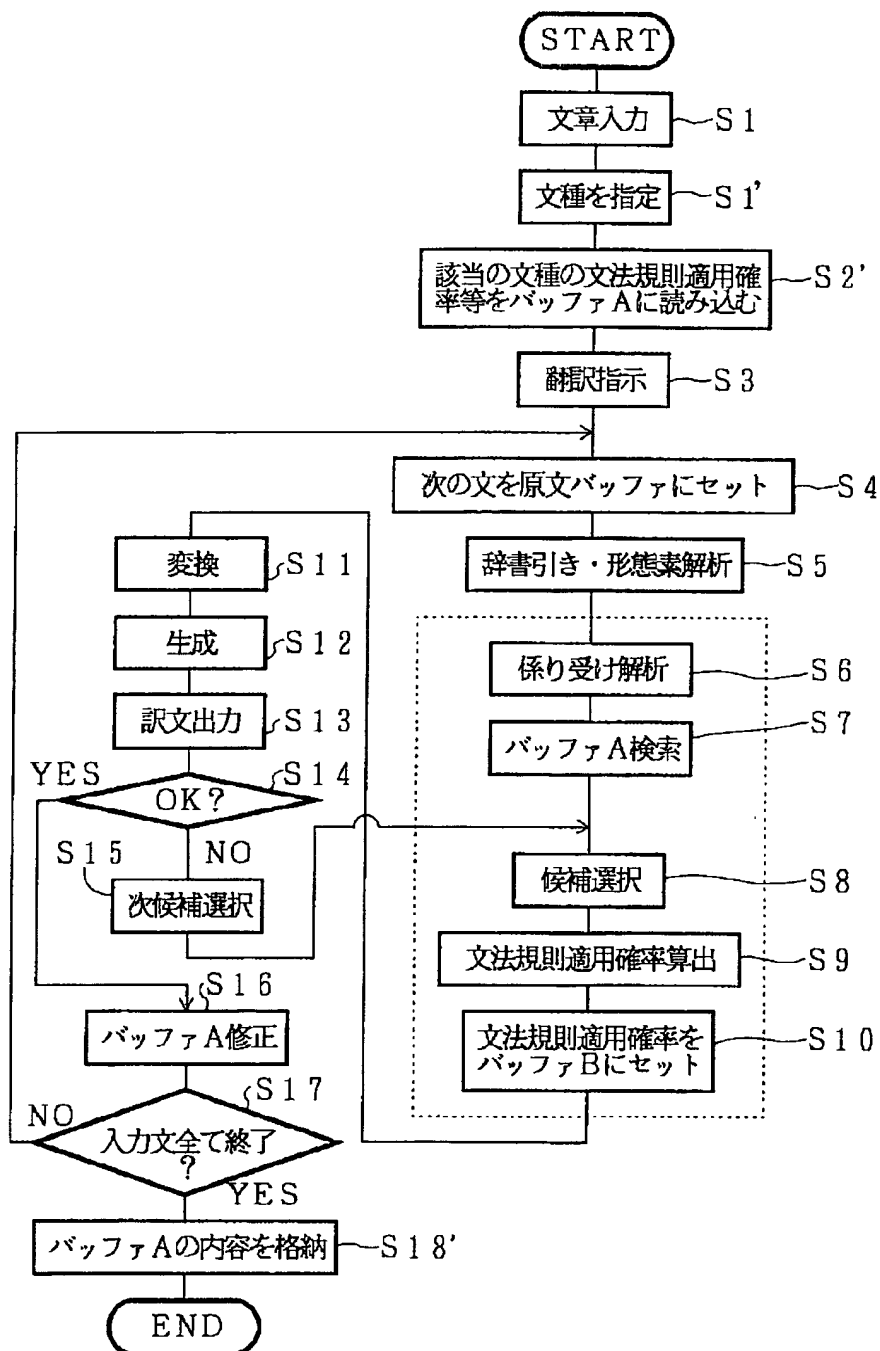 START
文章入力
S1
文種を指定
S1'
該当の文種の文法規則適用確
率等をバッファAに読み込む
S2'
翻訳指示
S3
次の文を原文バッファにセット
S4
辞書引き・形態素解析
S5
係り受け解析
S6
バッファA検索
S7
候補選択
S8
文法規則適用確率算出
S9
文法規則適用確率を
バッファBにセット
S10
変換
S11
生成
S12
訳文出力
S13
OK?
S14
YES
NO
S15
次候補選択
S16
バッファA修正
S17
NO
入力文全て終了
?
YES
バッファAの内容を格納
S18'
END